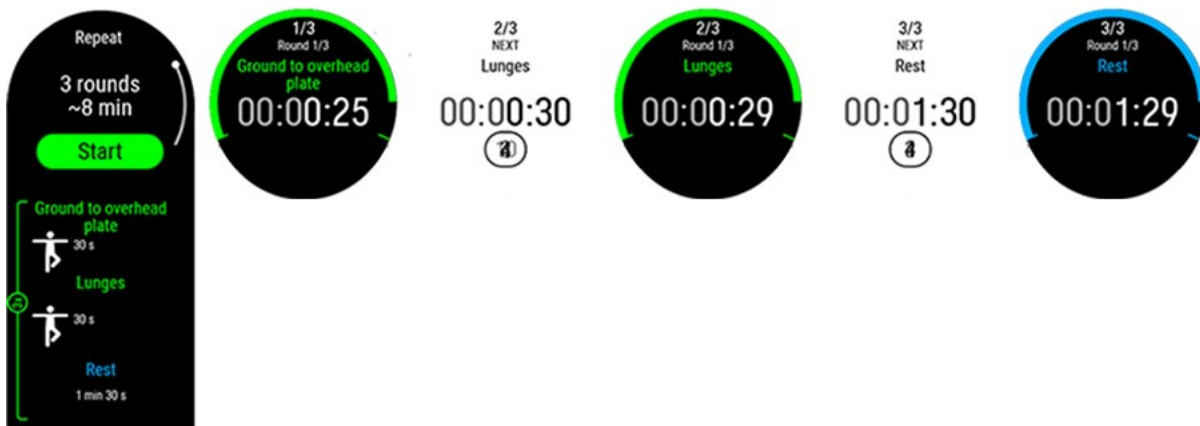 Repeat
3 rounds
~8 min
Start
Ground to overhead
plate
30 s
Lunges
30 s
Rest
1 min 30 s
1/3
Round 1/3
Ground to overhead
plate
00:00:25
2/3
NEXT
Lunges
00:00:30
2/3
Round 1/3
Lunges
00:00:29
3/3
NEXT
Rest
00:01:30
3/3
Round 1/3
Rest
00:01:29